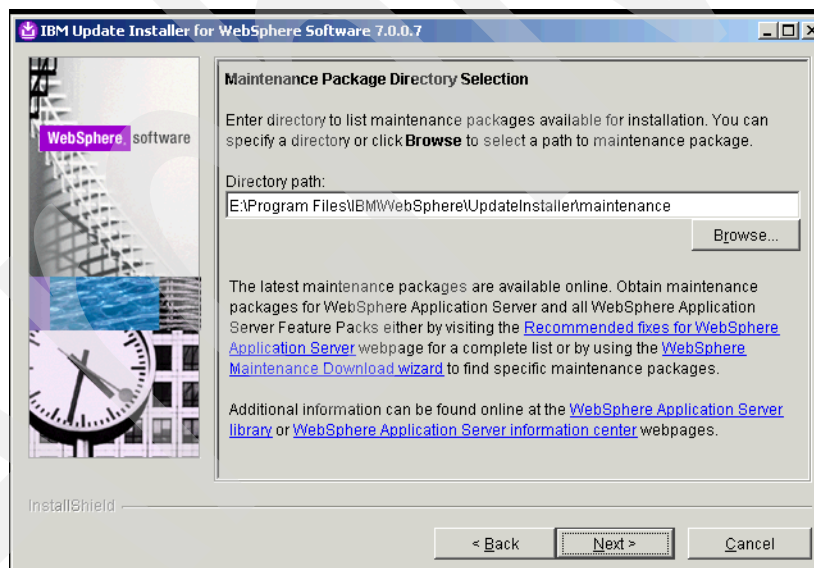 IBM Update Installer for WebSphere Software 7.0.0.7
WebSphere. software
Maintenance Package Directory Selection
Enter directory to list maintenance packages available for installation. You can
specify a directory or click Browse to select a path to maintenance package.
Directory path:
E:\Program Files\IBM\WebSphere\UpdateInstaller\maintenance
Browse...
The latest maintenance packages are available online. Obtain maintenance
packages for WebSphere Application Server and all WebSphere Application
Server Feature Packs either by visiting the Recommended fixes for WebSphere
Application Server webpage for a complete list or by using the WebSphere
Maintenance Download wizard to find specific maintenance packages.
Additional information can be found online at the WebSphere Application Server
library or WebSphere Application Server information center webpages.
InstallShield
< Back
Next >
Cancel